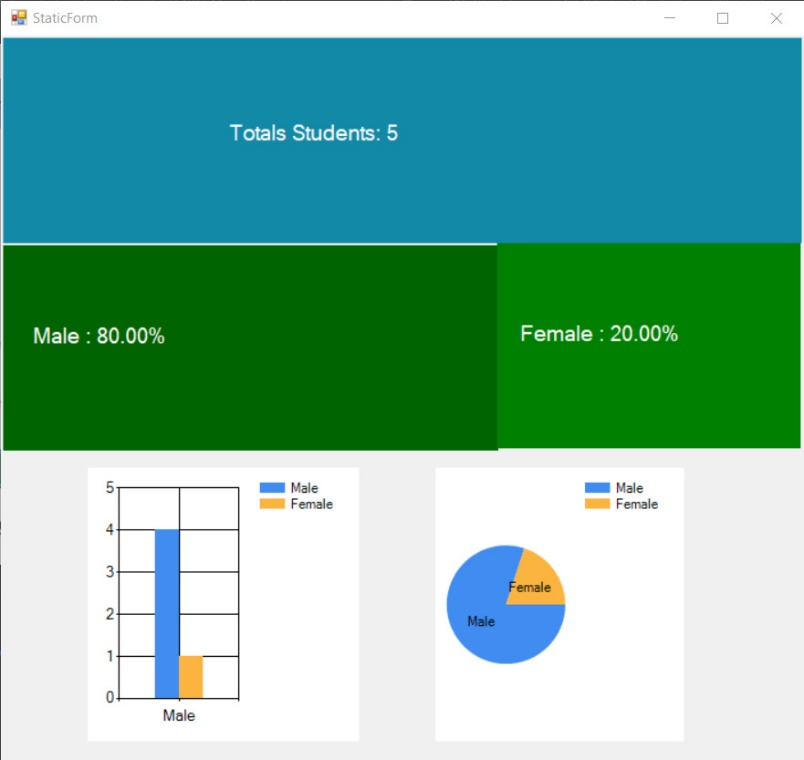 StaticForm
Totals Students: 5
Male : 80.00%
Female : 20.00%
5
4
3
2
1
0
Male
Male
Female
Male
Female
Female
Male